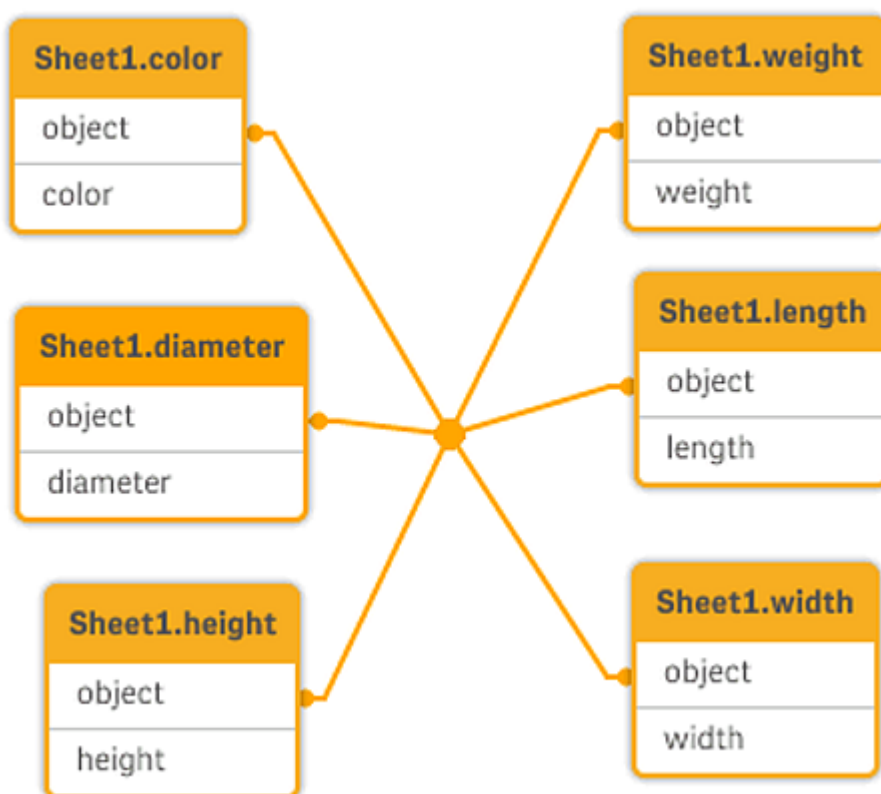 Sheet1.color
object
color
Sheet1.diameter
object
diameter
Sheet1.height
object
height
Sheet1.weight
object
weight
Sheet1.length
object
length
Sheet1.width
object
width